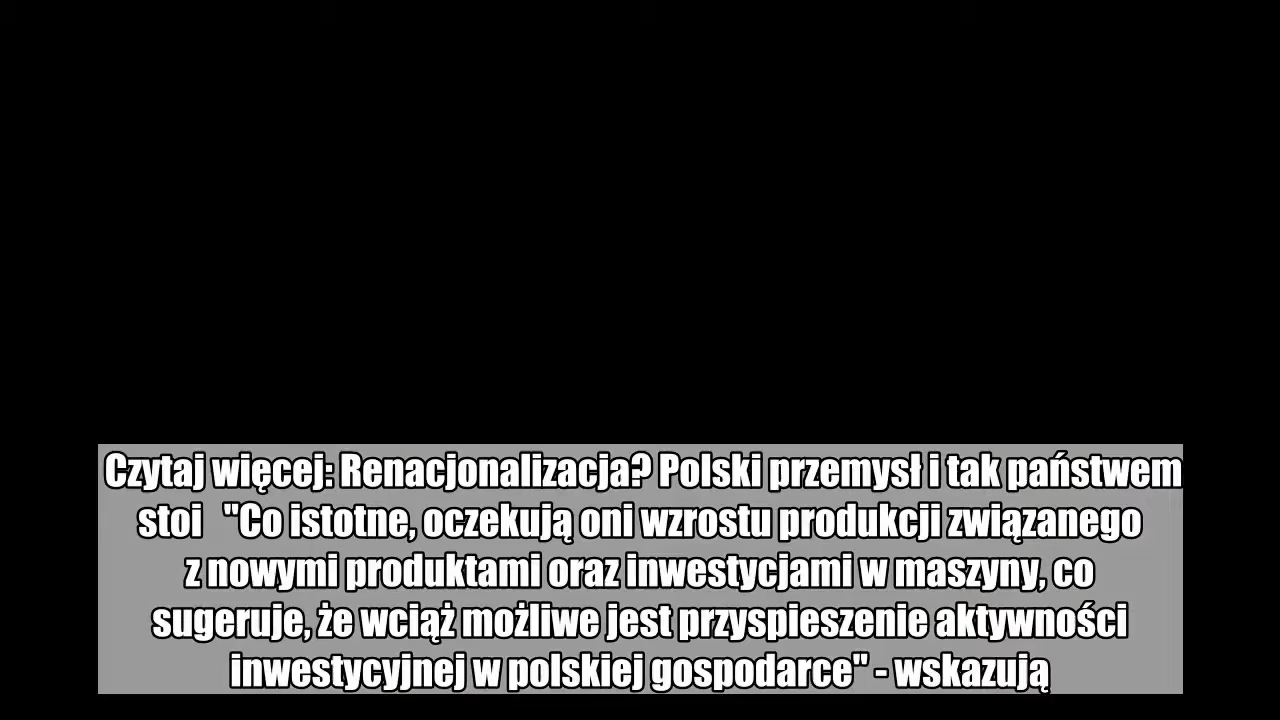 Czytaj więcej: Renacjonalizacja? Polski przemysł i tak państwem
stoi "Co istotne, oczekują oni wzrostu produkcji związanego
z nowymi produktami oraz inwestycjami w maszyny, co
sugeruje, że wciąż możliwe jest przyspieszenie aktywności
inwestycyjnej w polskiej gospodarce" - wskazują